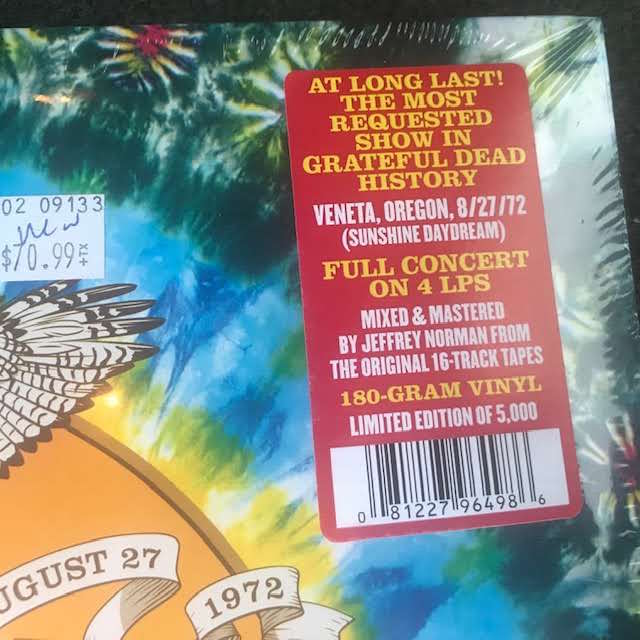 AT LONG LAST!
THE MOST
REQUESTED
SHOW IN
GRATEFUL DEAD
HISTORY
VENETA, OREGON, 8/27/72
(SUNSHINE DAYDREAM)
FULL CONCERT
ON 4 LPS
MIXED & MASTERED
BY JEFFREY NORMAN FROM
THE ORIGINAL 16-TRACK TAPES
180-GRAM VINYL
LIMITED EDITION OF 5,000
0 81227 96498 6
02 09133
new
0.99
UGUST 27
1972